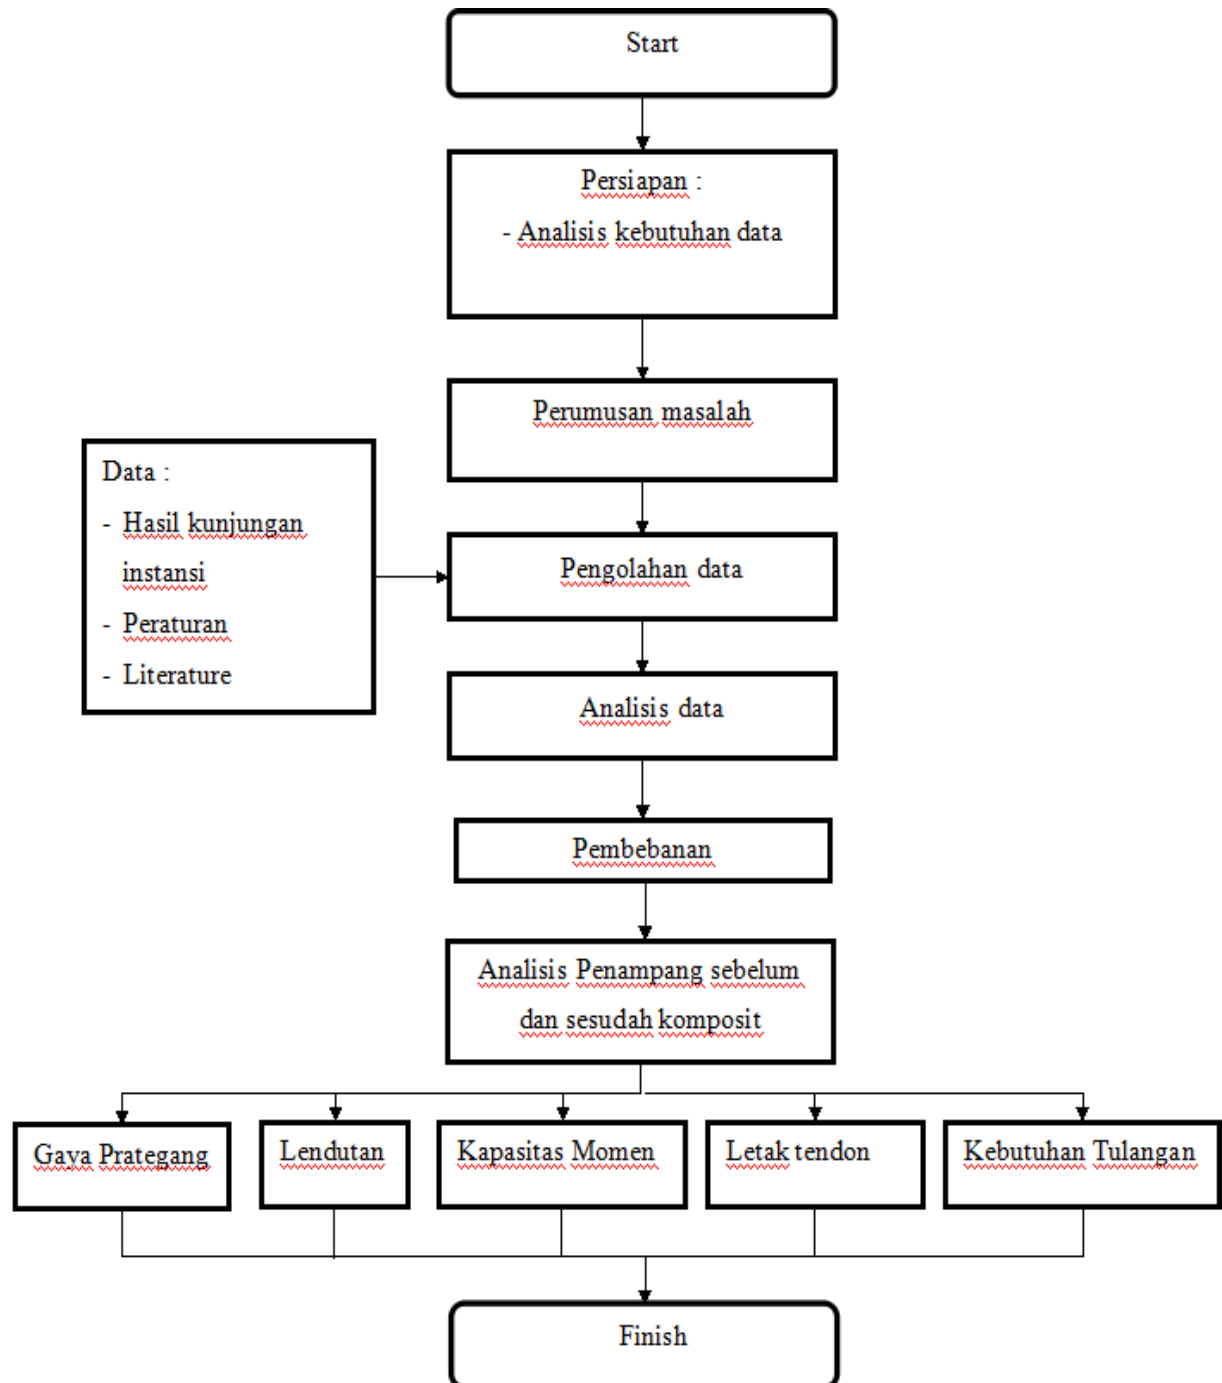 Start
Persiapan :
- Analisis kebutuhan data
Perumusan masalah
Data :
- Hasil kunjungan
instansi
- Peraturan
- Literature
Pengolahan data
Analisis data
Pembebanan
Analisis Penampang sebelum
dan sesudah komposit
Gaya Prategang
Lendutan
Kapasitas Momen
Letak tendon
Kebutuhan Tulangan
Finish